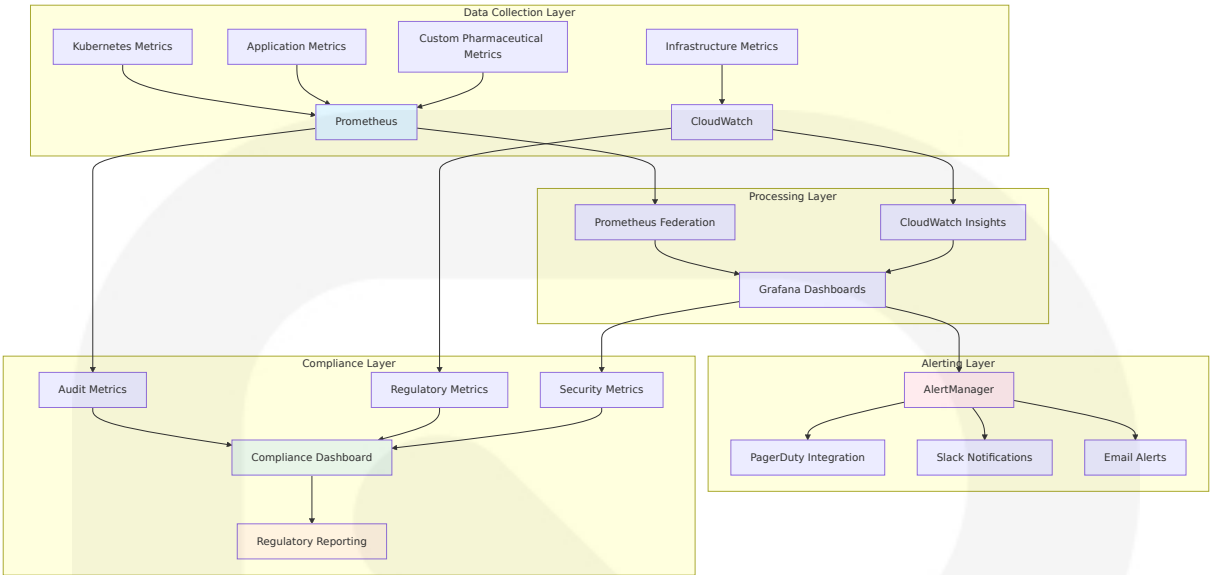 Data Collection Layer
Kubernetes Metrics
Application Metrics
Custom Pharmaceutical
Metrics
Infrastructure Metrics
Prometheus
CloudWatch
Processing Layer
Prometheus Federation
CloudWatch Insights
Grafana Dashboards
Compliance Layer
Audit Metrics
Regulatory Metrics
Security Metrics
Compliance Dashboard
Regulatory Reporting
Alerting Layer
AlertManager
PagerDuty Integration
Slack Notifications
Email Alerts